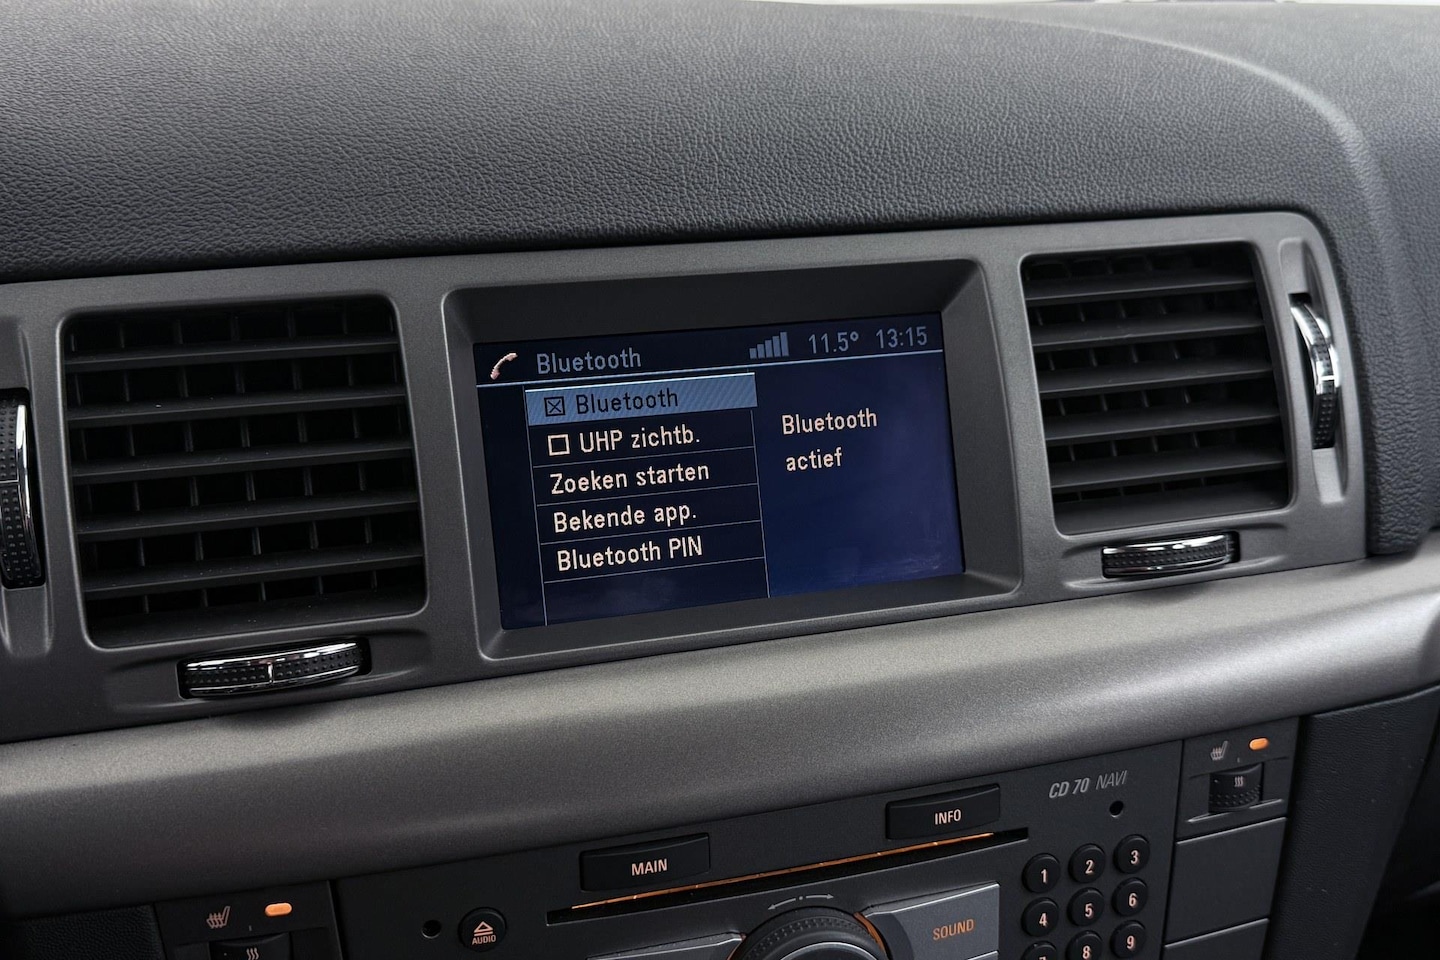 Bluetooth 11.5° 13:15
Bluetooth
UHP zichtb.
Zoeken starten
Bekende app.
Bluetooth PIN
Bluetooth
actief
CD 70 NAVI
INFO
MAIN
AUDIO
SOUND
1 2 3
4 5 6
8 9